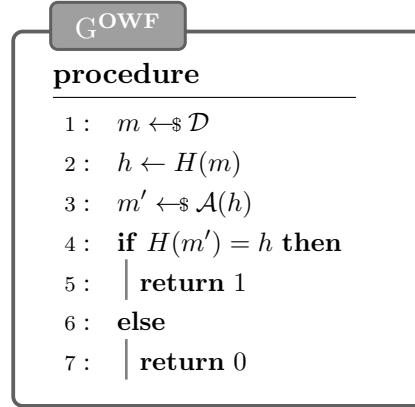 G^OWF
procedure
1 : m ←$ 𝒟
2 : h ← H(m)
3 : m′ ←$ 𝒜(h)
4 : if H(m′) = h then
5 : return 1
6 : else
7 : return 0